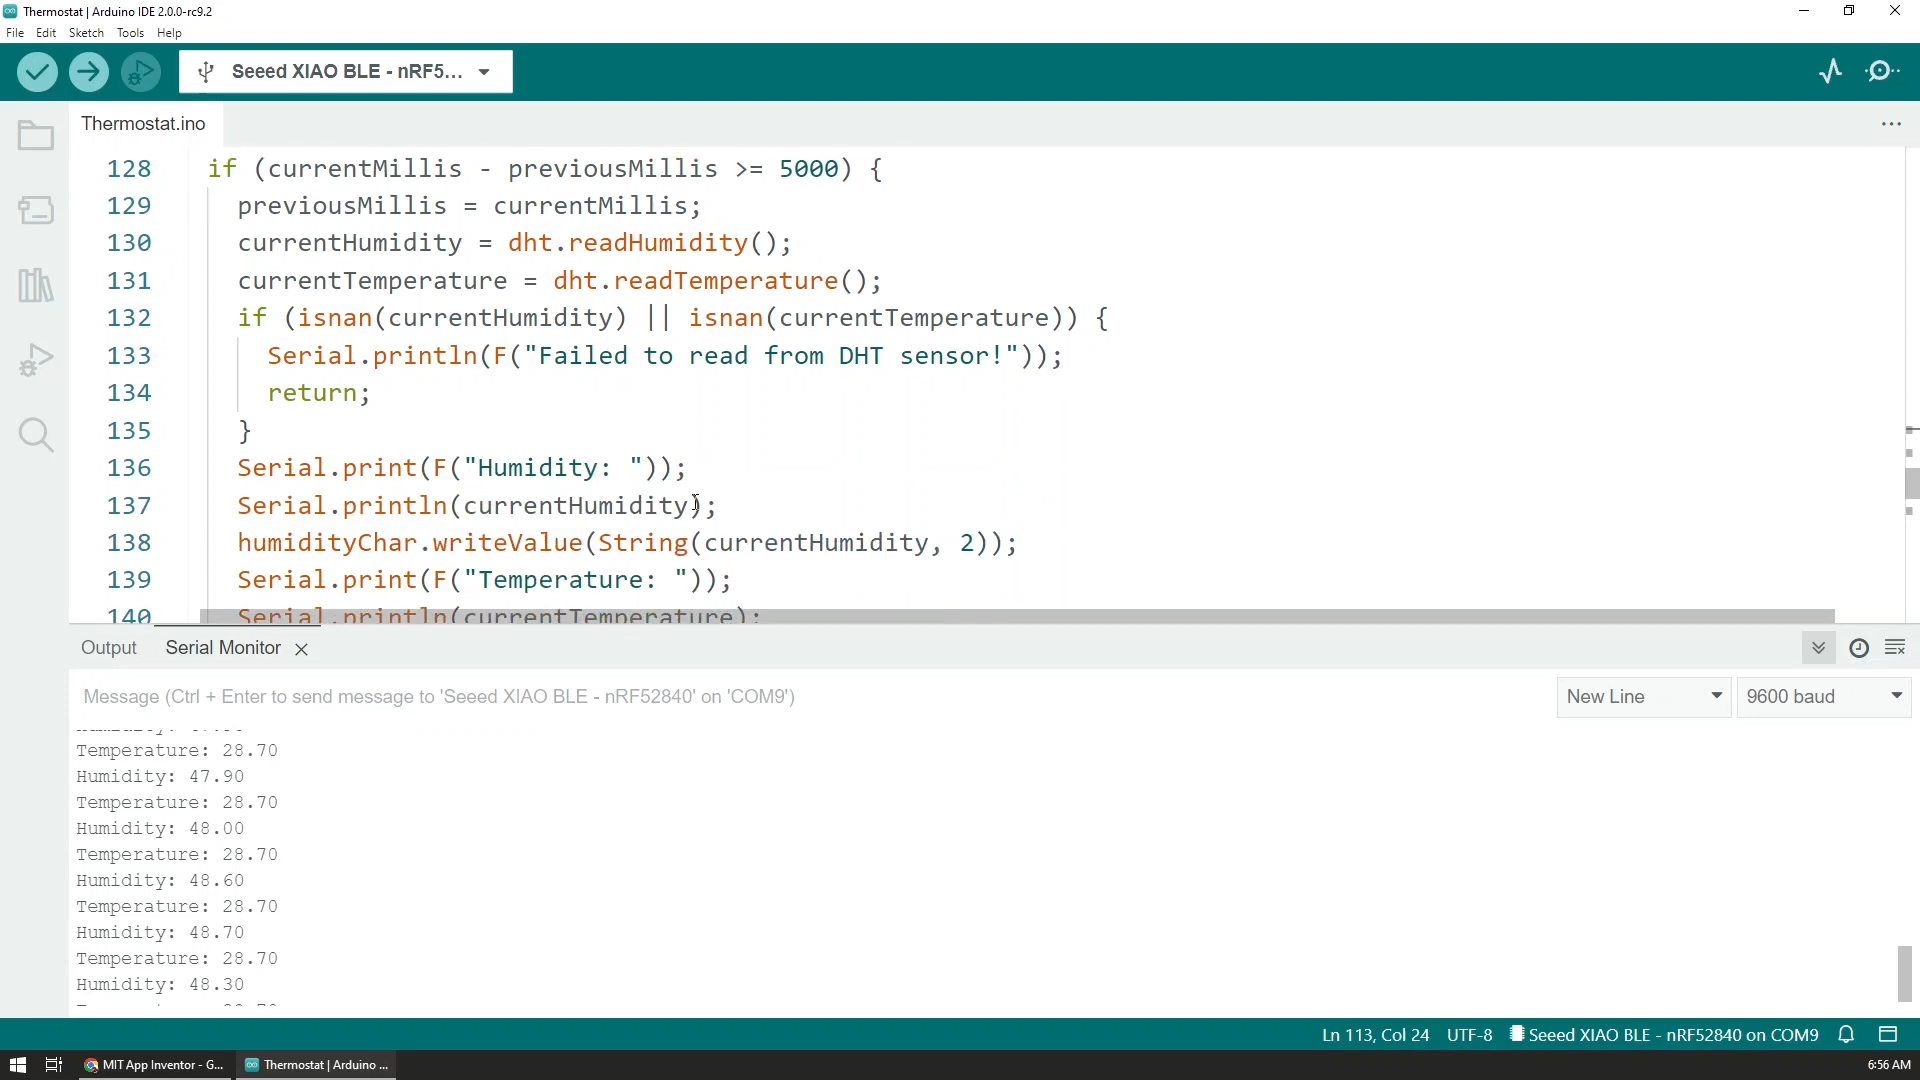 Thermostat | Arduino IDE 2.0.0-rc9.2
File Edit Sketch Tools Help
Seeed XIAO BLE - nRF5...
Thermostat.ino
128 if (currentMillis - previousMillis >= 5000) {
129 previousMillis = currentMillis;
130 currentHumidity = dht.readHumidity();
131 currentTemperature = dht.readTemperature();
132 if (isnan(currentHumidity) || isnan(currentTemperature)) {
133 Serial.println(F("Failed to read from DHT sensor!"));
134 return;
135 }
136 Serial.print(F("Humidity: "));
137 Serial.println(currentHumidity);
138 humidityChar.writeValue(String(currentHumidity, 2));
139 Serial.print(F("Temperature: "));
140 Serial.println(currentTemperature);
Output Serial Monitor
Message (Ctrl + Enter to send message to 'Seeed XIAO BLE - nRF52840' on 'COM9')
New Line 9600 baud
Temperature: 28.70
Humidity: 47.90
Temperature: 28.70
Humidity: 48.00
Temperature: 28.70
Humidity: 48.60
Temperature: 28.70
Humidity: 48.70
Temperature: 28.70
Humidity: 48.30
Ln 113, Col 24 UTF-8 Seeed XIAO BLE - nRF52840 on COM9
MIT App Inventor - G... Thermostat | Arduino ... 6:56 AM